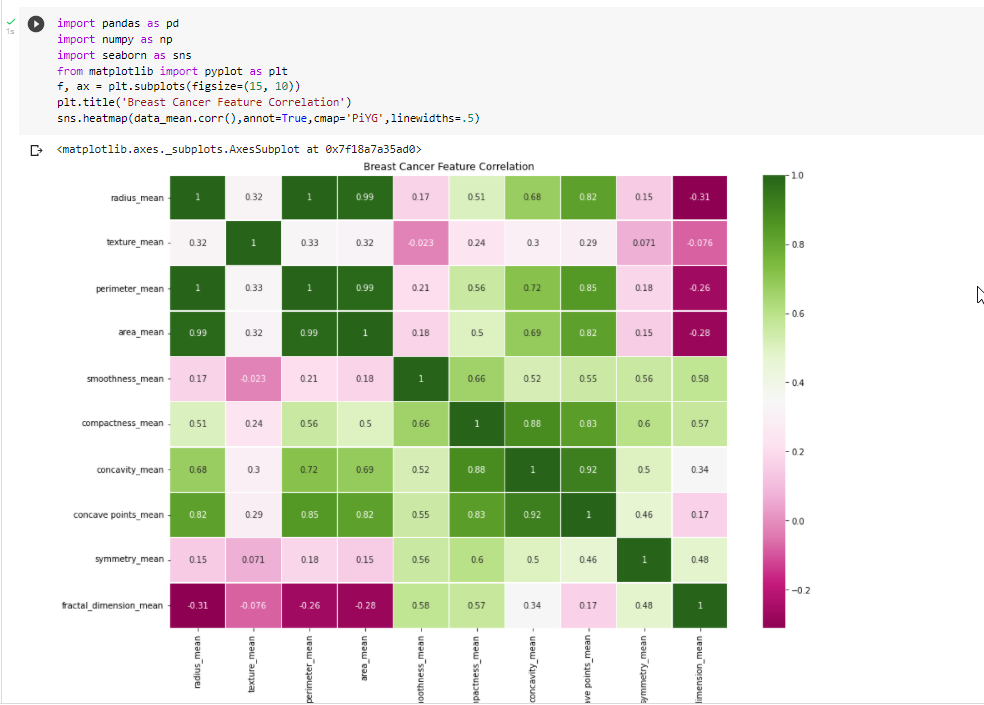 1s
import pandas as pd
import numpy as np
import seaborn as sns
from matplotlib import pyplot as plt
f, ax = plt.subplots(figsize=(15, 10))
plt.title('Breast Cancer Feature Correlation')
sns.heatmap(data_mean.corr(),annot=True,cmap='PiYG',linewidths=.5)
<matplotlib.axes._subplots.AxesSubplot at 0x7f18a7a35ad0>
Breast Cancer Feature Correlation
radius_mean 1 0.32 1 0.99 0.17 0.51 0.68 0.82 0.15 -0.31
texture_mean 0.32 1 0.33 0.32 -0.023 0.24 0.3 0.29 0.071 -0.076
perimeter_mean 1 0.33 1 0.99 0.21 0.56 0.72 0.85 0.18 -0.26
area_mean 0.99 0.32 0.99 1 0.18 0.5 0.69 0.82 0.15 -0.28
smoothness_mean 0.17 -0.023 0.21 0.18 1 0.66 0.52 0.55 0.56 0.58
compactness_mean 0.51 0.24 0.56 0.5 0.66 1 0.88 0.83 0.6 0.57
concavity_mean 0.68 0.3 0.72 0.69 0.52 0.88 1 0.92 0.5 0.34
concave points_mean 0.82 0.29 0.85 0.82 0.55 0.83 0.92 1 0.46 0.17
symmetry_mean 0.15 0.071 0.18 0.15 0.56 0.6 0.5 0.46 1 0.48
fractal_dimension_mean -0.31 -0.076 -0.26 -0.28 0.58 0.57 0.34 0.17 0.48 1
radius_mean
texture_mean
perimeter_mean
area_mean
oothness_mean
pactness_mean
concavity_mean
ve points_mean
ymmetry_mean
imension_mean
1.0
0.8
0.6
0.4
0.2
0.0
−0.2